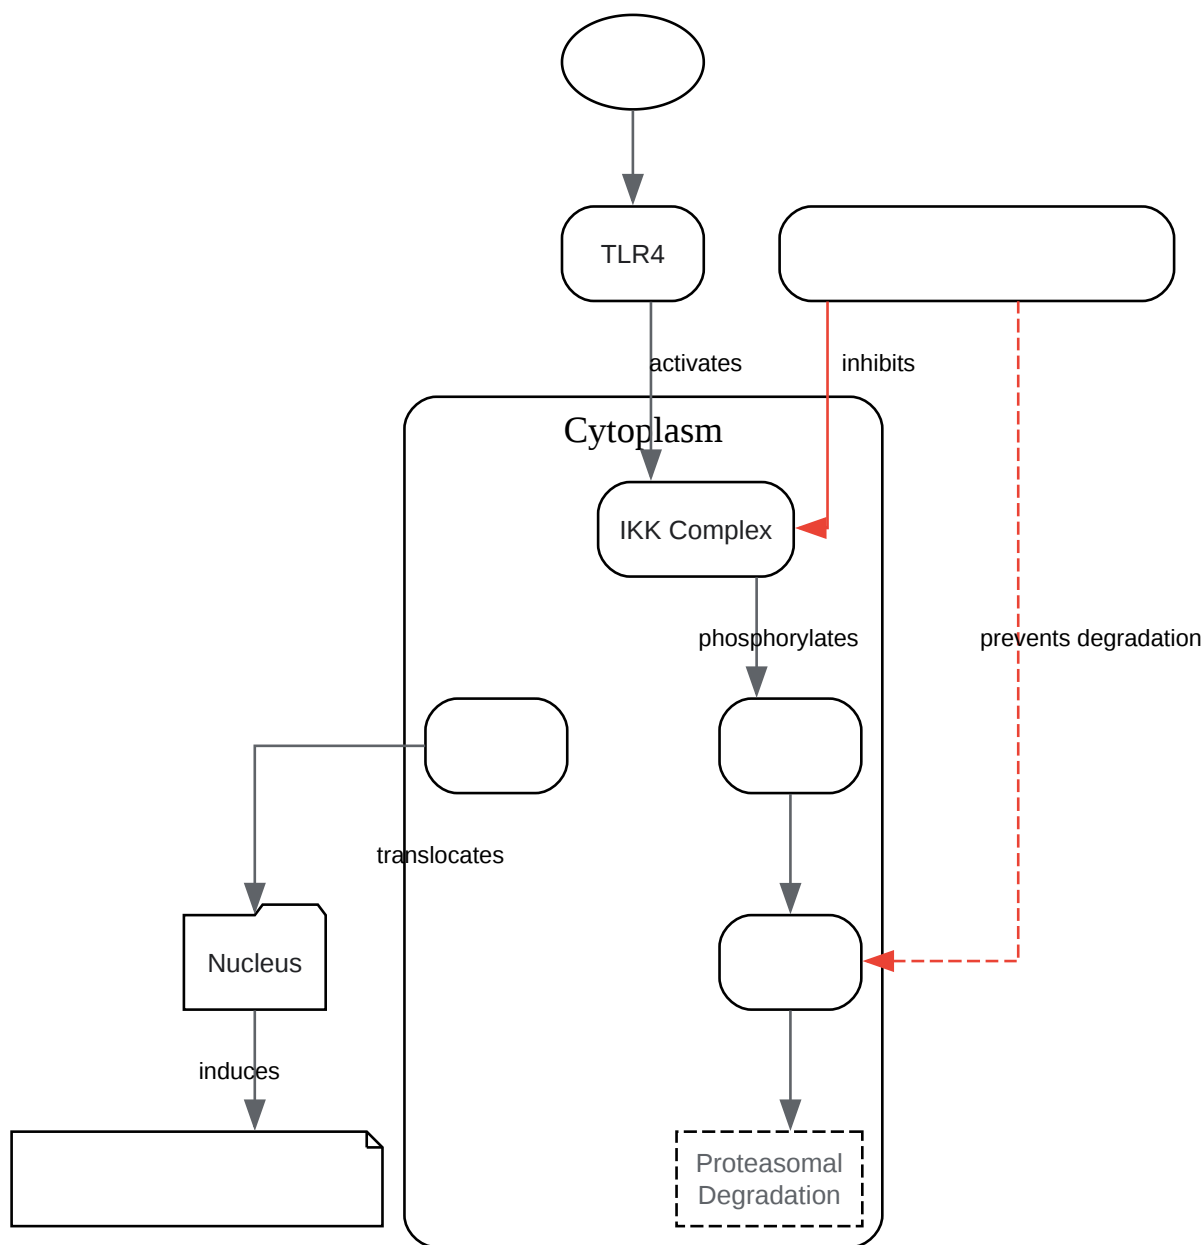 TLR4
activates
inhibits
Cytoplasm
IKK Complex
phosphorylates
prevents degradation
translocates
Nucleus
induces
Proteasomal
Degradation